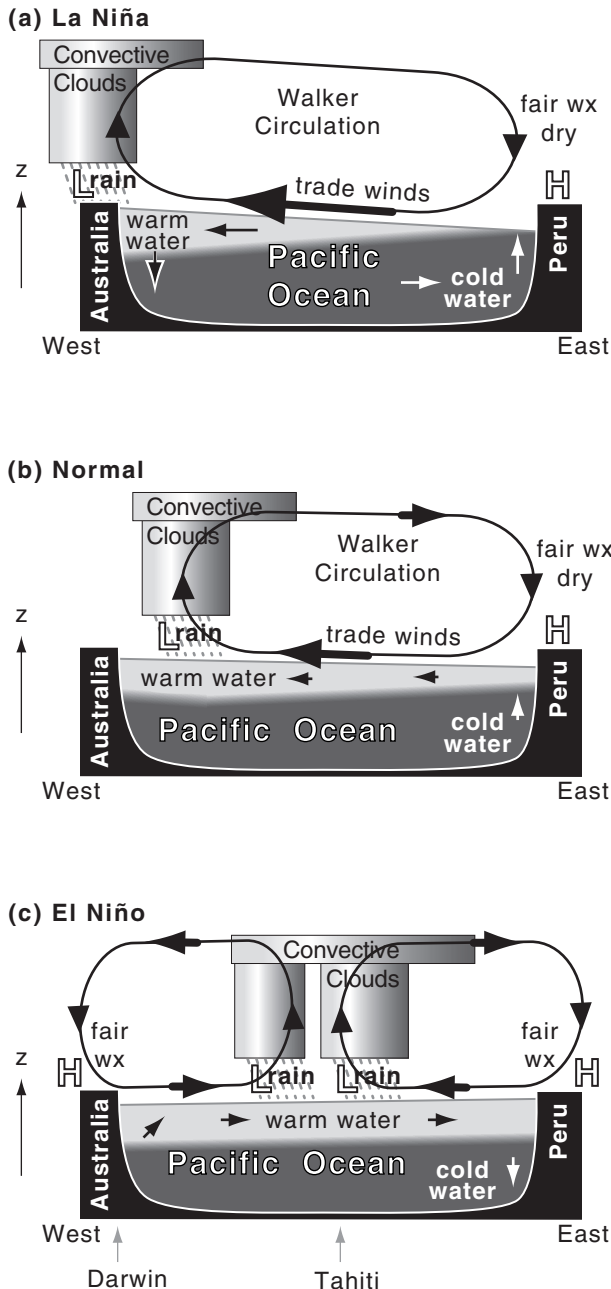 (a) La Niña
Convective
Clouds
Walker
Circulation
fair wx
dry
z
L rain
trade winds
H
warm
water
Australia
Pacific
Ocean
cold
water
Peru
West
East
(b) Normal
Convective
Clouds
Walker
Circulation
fair wx
dry
z
L rain
trade winds
H
warm water
Australia
Pacific Ocean
cold
water
Peru
West
East
(c) El Niño
Convective
Clouds
fair
wx
fair
wx
z
H
L rain
L rain
H
warm water
Australia
Pacific Ocean
cold
water
Peru
West
East
Darwin
Tahiti